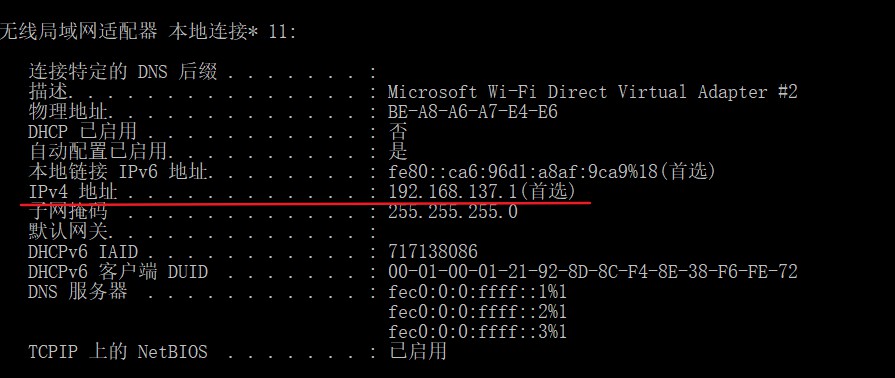 无线局域网适配器 本地连接* 11:
连接特定的 DNS 后缀 . . . . . . . :
描述. . . . . . . . . . . . . . . : Microsoft Wi-Fi Direct Virtual Adapter #2
物理地址. . . . . . . . . . . . . : BE-A8-A6-A7-E4-E6
DHCP 已启用 . . . . . . . . . . . : 否
自动配置已启用. . . . . . . . . . : 是
本地链接 IPv6 地址. . . . . . . . : fe80::ca6:96d1:a8af:9ca9%18(首选)
IPv4 地址 . . . . . . . . . . . . : 192.168.137.1(首选)
子网掩码 . . . . . . . . . . . . : 255.255.255.0
默认网关. . . . . . . . . . . . . :
DHCPv6 IAID . . . . . . . . . . . : 717138086
DHCPv6 客户端 DUID . . . . . . . : 00-01-00-01-21-92-8D-8C-F4-8E-38-F6-FE-72
DNS 服务器 . . . . . . . . . . . : fec0:0:0:ffff::1%1
fec0:0:0:ffff::2%1
fec0:0:0:ffff::3%1
TCPIP 上的 NetBIOS . . . . . . . : 已启用